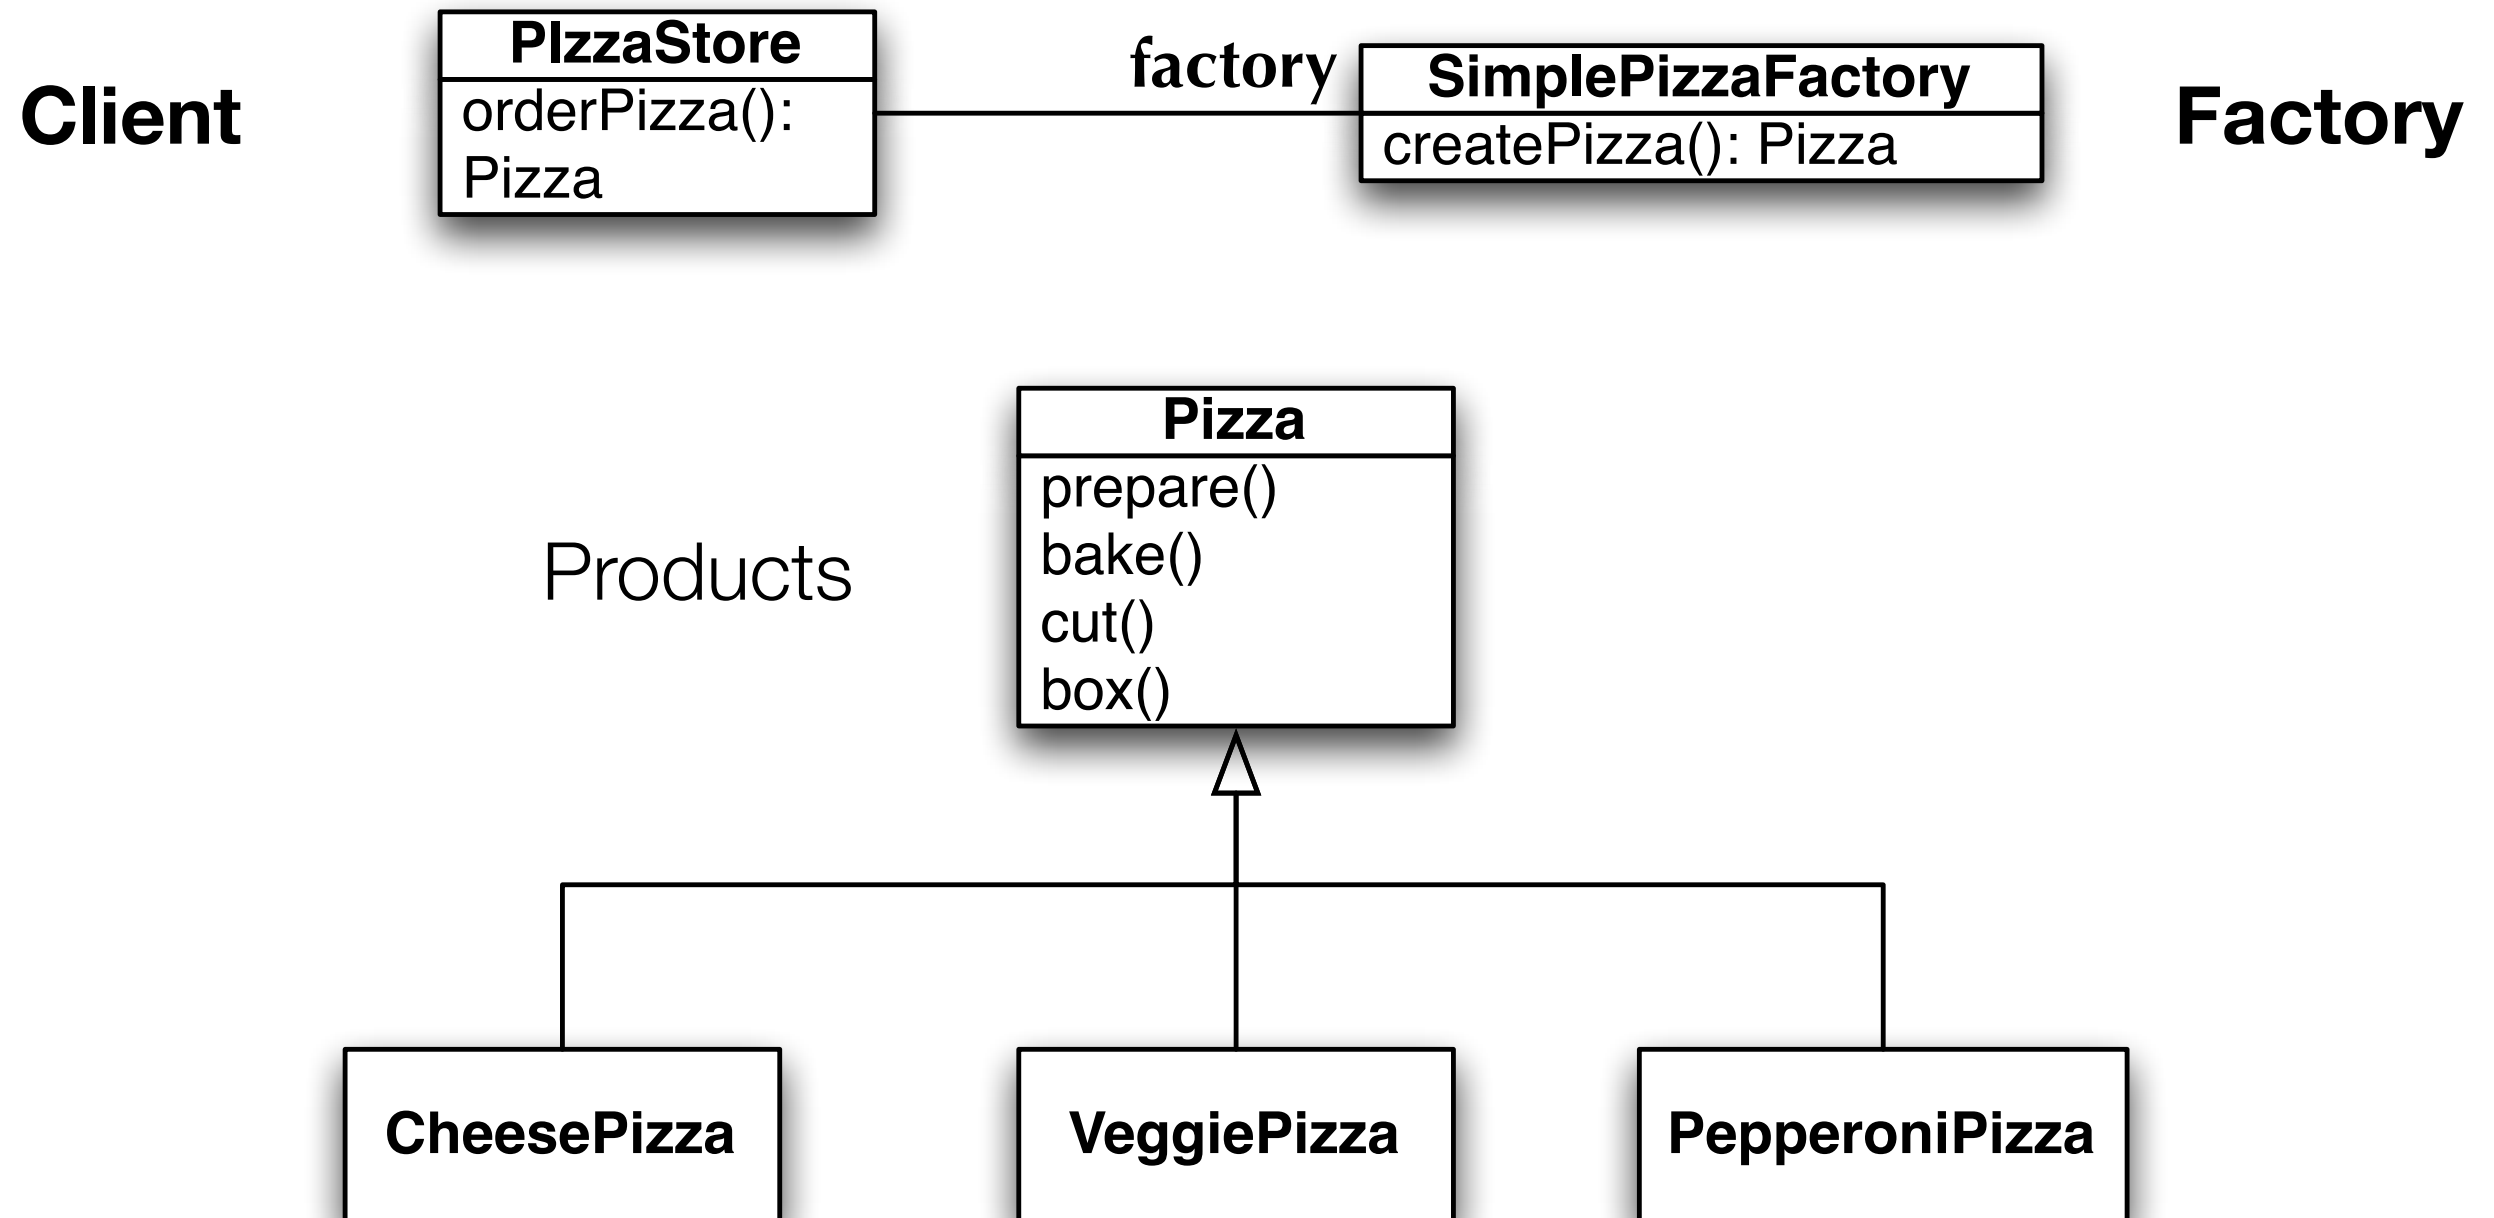 Client
PIzzaStore
orderPizza():
Pizza
factory
SimplePizzaFactory
createPizza(): Pizza
Factory
Products
Pizza
prepare()
bake()
cut()
box()
CheesePizza
VeggiePizza
PepperoniPizza